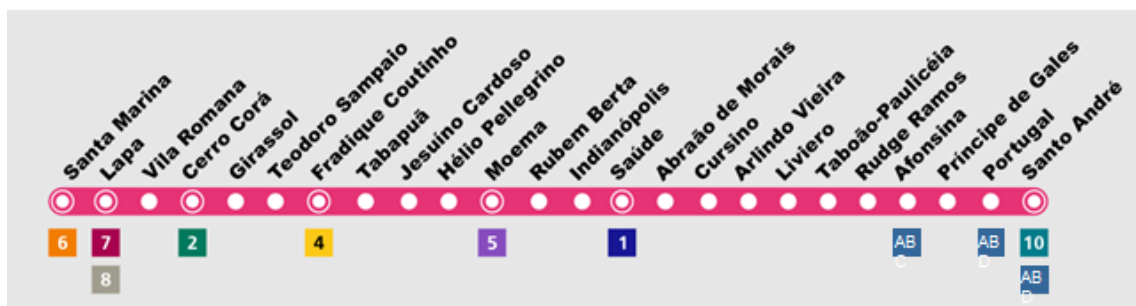 Santa Marina
Lapa
Vila Romana
Cerro Corá
Girassol
Teodoro Sampaio
Fradique Coutinho
Tabapuã
Jesuíno Cardoso
Hélio Pellegrino
Moema
Rubem Berta
Indianópolis
Saúde
Abraão de Morais
Cursino
Arlindo Vieira
Liviero
Taboão-Paulicéia
Rudge Ramos
Afonsina
Príncipe de Gales
Portugal
Santo André
6 7 2 4 5 1 AB AB 10
C D
8 AB
D